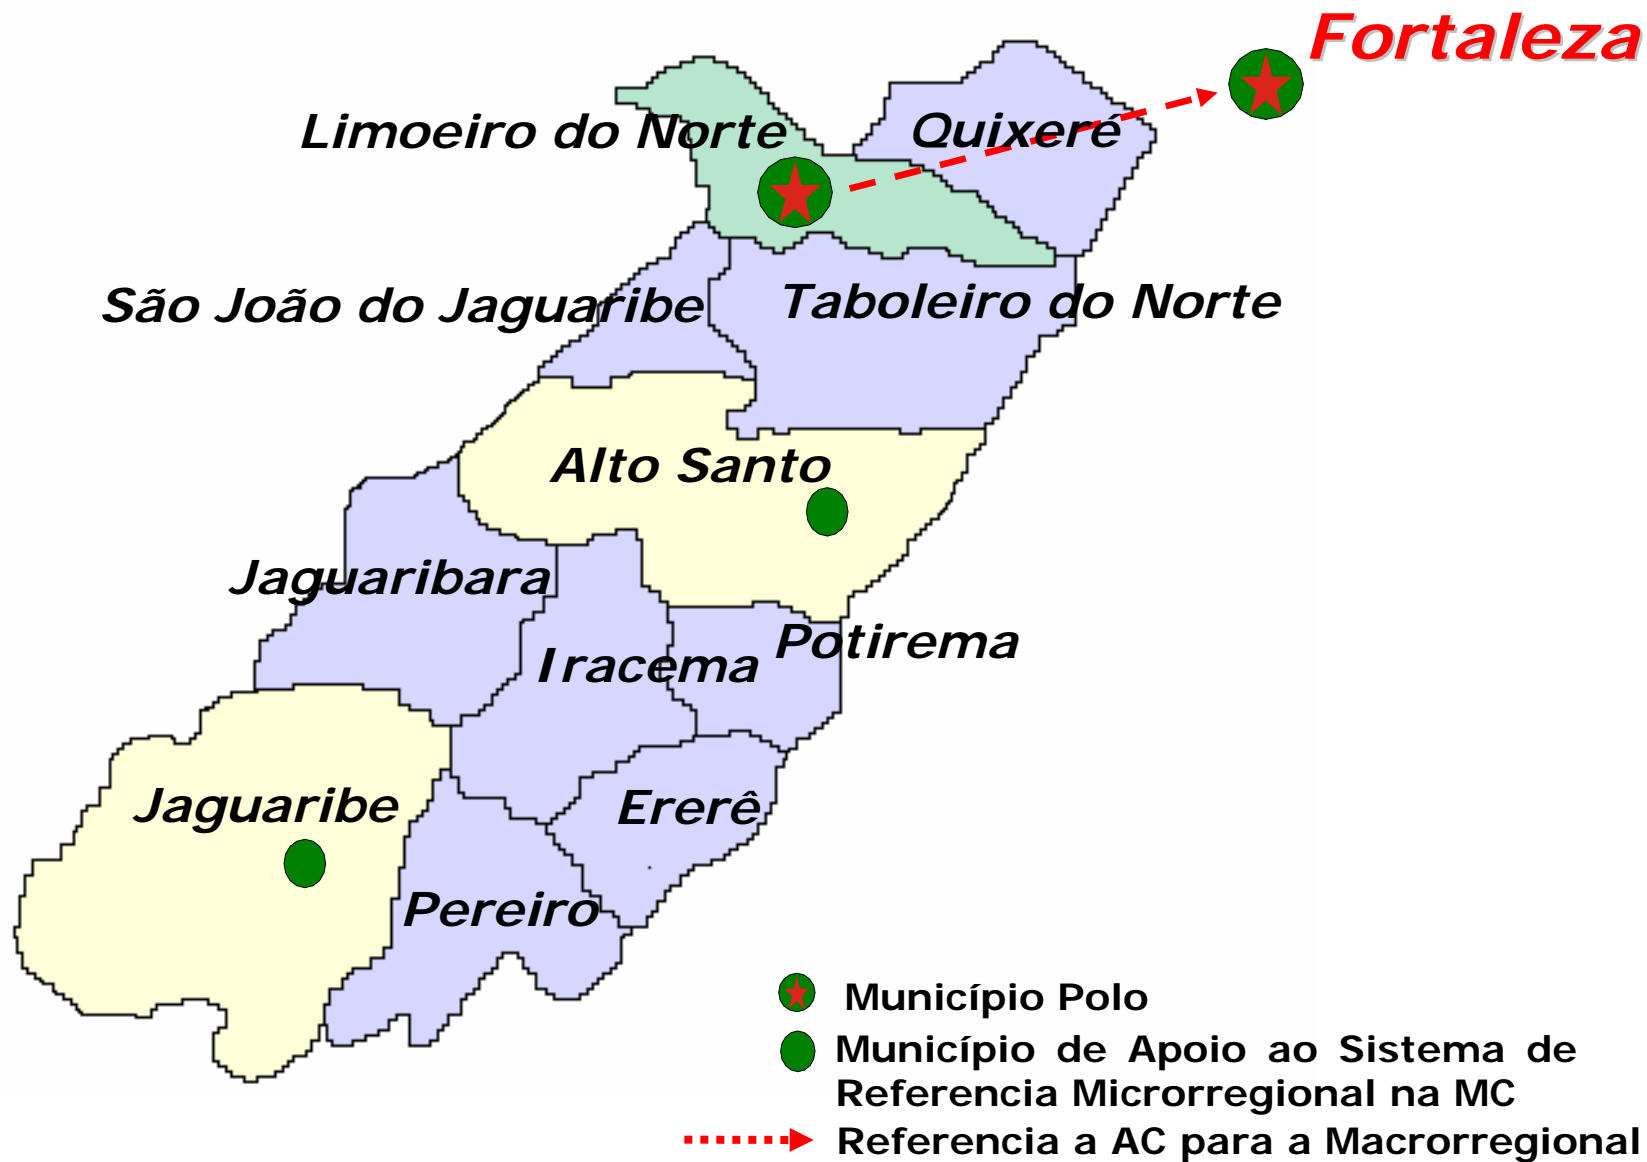 Fortaleza
Limoeiro do Norte
Quixeré
São João do Jaguaribe
Taboleiro do Norte
Alto Santo
Jaguaribara
Potirema
Iracema
Jaguaribe
Ererê
Pereiro
Município Polo
Município de Apoio ao Sistema de
Referencia Microrregional na MC
Referencia a AC para a Macrorregional